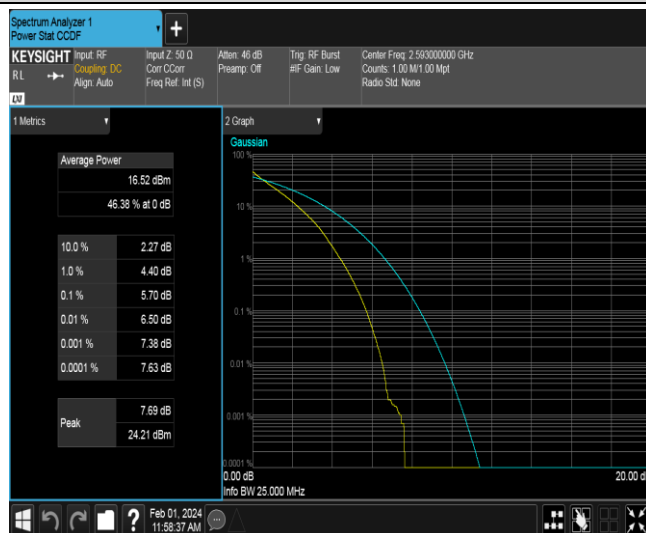 Spectrum Analyzer 1
Power Stat CCDF
+
KEYSIGHT
RL
LXI
Input: RF
Coupling: DC
Align: Auto
Input Z: 50 Ω
Corr CCorr
Freq Ref: Int (S)
Atten: 46 dB
Preamp: Off
Trig: RF Burst
#IF Gain: Low
Center Freq: 2.593000000 GHz
Counts: 1.00 M/1.00 Mpt
Radio Std: None
1 Metrics
Average Power
16.52 dBm
46.38 % at 0 dB
10.0 % 2.27 dB
1.0 % 4.40 dB
0.1 % 5.70 dB
0.01 % 6.50 dB
0.001 % 7.38 dB
0.0001 % 7.63 dB
Peak
7.69 dB
24.21 dBm
2 Graph
Gaussian
100 %
10 %
1 %
0.1 %
0.01 %
0.001 %
0.0001 %
0.00 dB
20.00 d
Info BW 25.000 MHz
?
Feb 01, 2024
11:58:37 AM